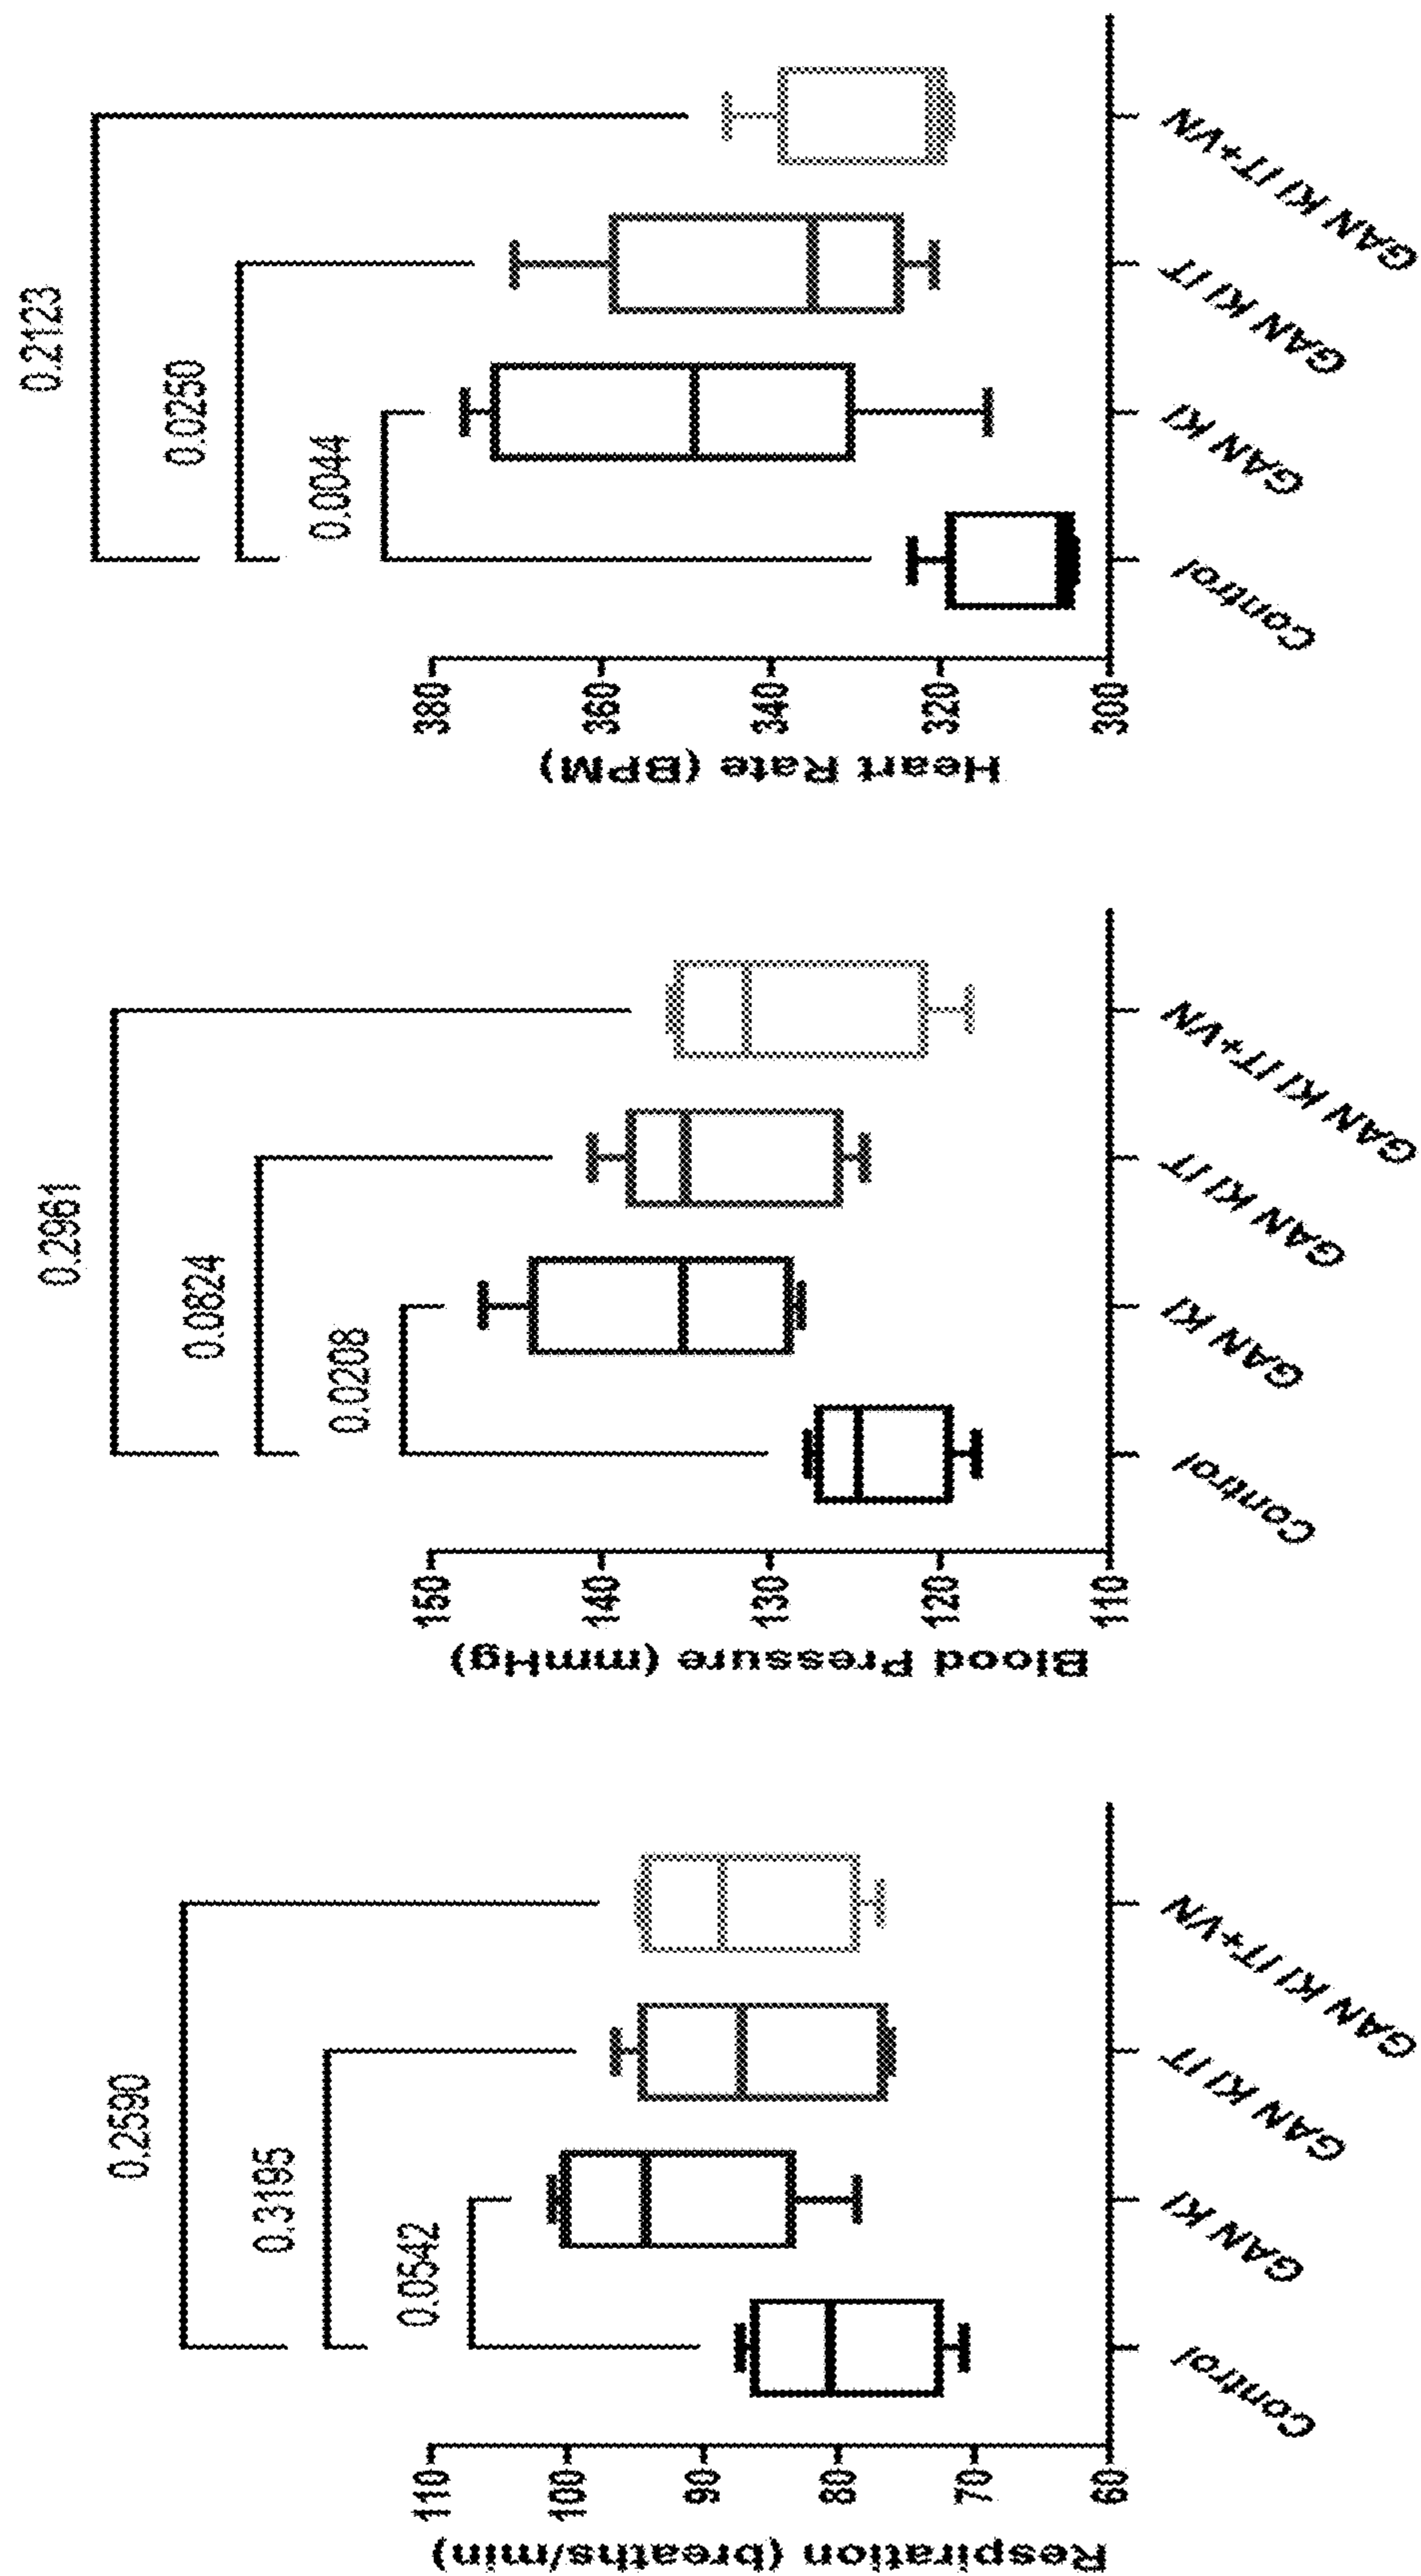 Respiration (breaths/min)
110
100
90
80
70
60
0.2590
0.3195
0.0542
Control
GAN KI
GAN KI IT
GAN KI IT+VN
Blood Pressure (mmHg)
150
140
130
120
110
0.2981
0.0824
0.0208
Control
GAN KI
GAN KI IT
GAN KI IT+VN
Heart Rate (BPM)
380
360
340
320
300
0.2123
0.0250
0.0044
Control
GAN KI
GAN KI IT
GAN KI IT+VN